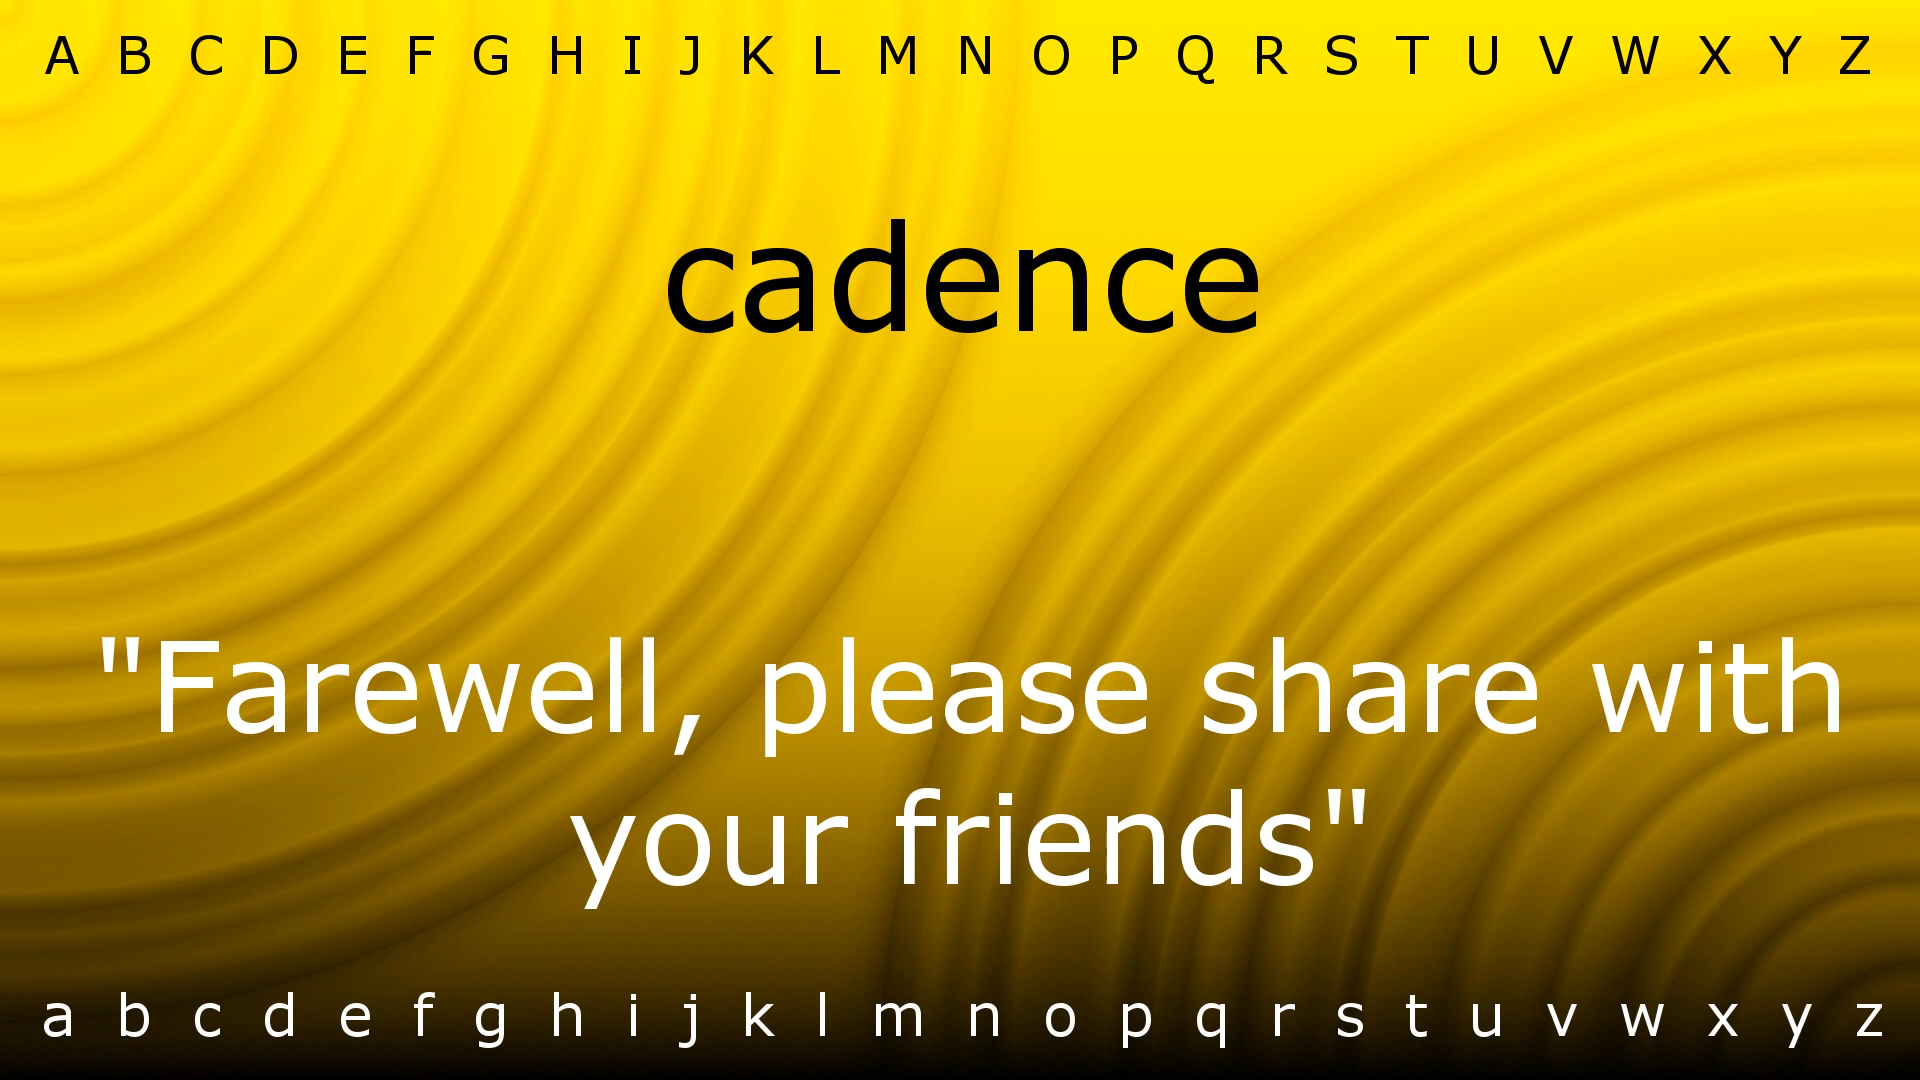 A B C D E F G H I J K L M N O P Q R S T U V W X Y Z
cadence
"Farewell, please share with
your friends"
a b c d e f g h i j k l m n o p q r s t u v w x y z